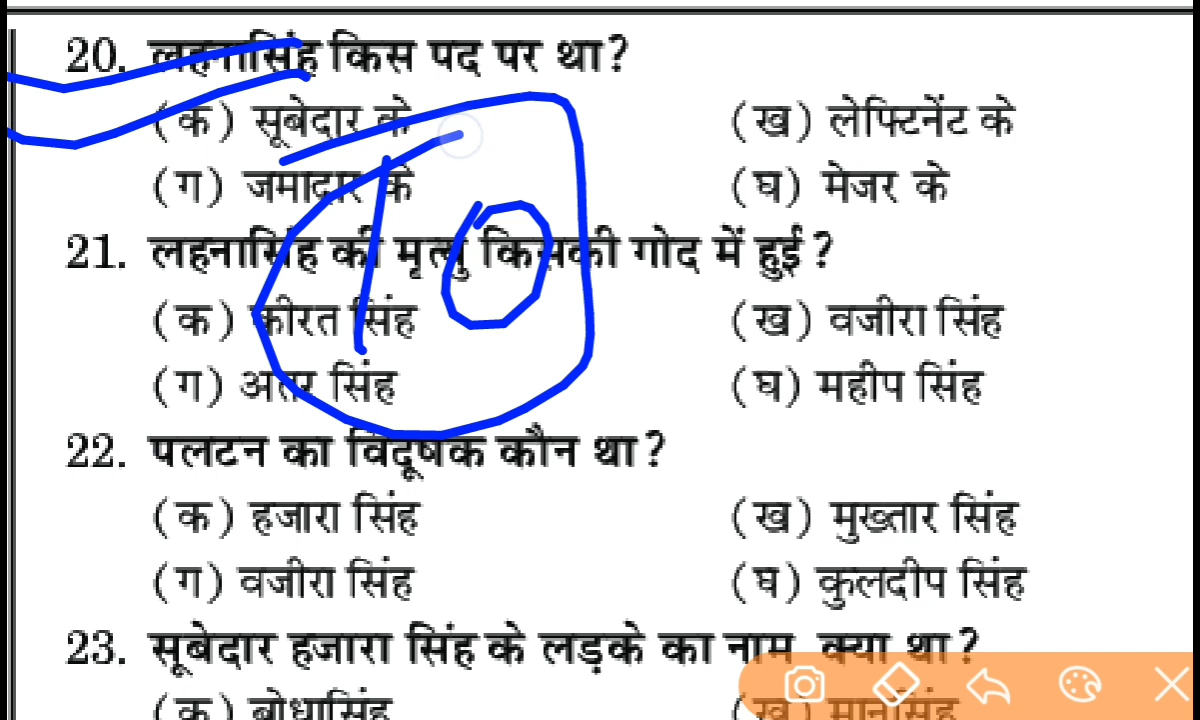 20. लहनासिंह किस पद पर था?
(क) सूबेदार के (ख) लेफ्टिनेंट के
(ग) जमादार के (घ) मेजर के
21. लहनासिंह की मृत्यु किसकी गोद में हुई?
(क) कीरत सिंह (ख) वजीरा सिंह
(ग) अतर सिंह (घ) महीप सिंह
10
22. पलटन का विदूषक कौन था?
(क) हजारा सिंह (ख) मुख्तार सिंह
(ग) वजीरा सिंह (घ) कुलदीप सिंह
23. सूबेदार हजारा सिंह के लड़के का नाम क्या था?
(क) बोधासिंह (ख) मानसिंह